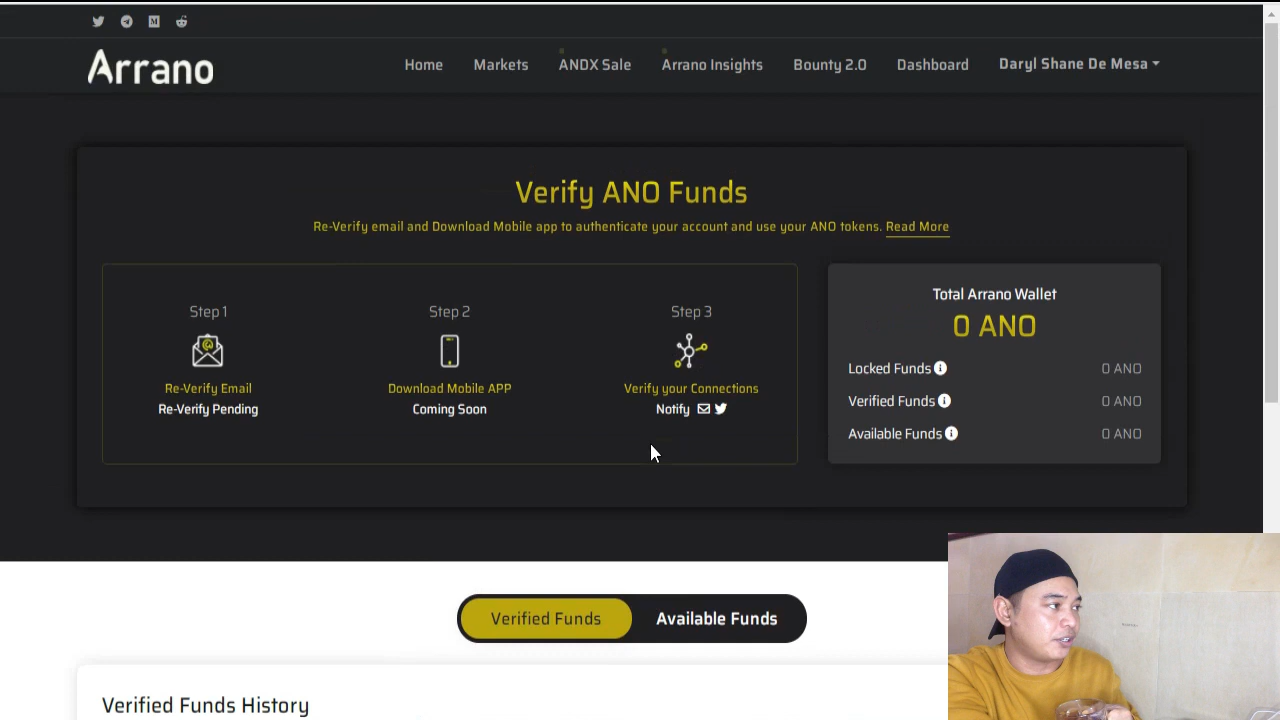 Arrano
Home Markets ANDX Sale Arrano Insights Bounty 2.0 Dashboard Daryl Shane De Mesa
Verify ANO Funds
Re-Verify email and Download Mobile app to authenticate your account and use your ANO tokens. Read More
Step 1
Re-Verify Email
Re-Verify Pending
Step 2
Download Mobile APP
Coming Soon
Step 3
Verify your Connections
Notify
Total Arrano Wallet
0 ANO
Locked Funds 0 ANO
Verified Funds 0 ANO
Available Funds 0 ANO
Verified Funds Available Funds
Verified Funds History